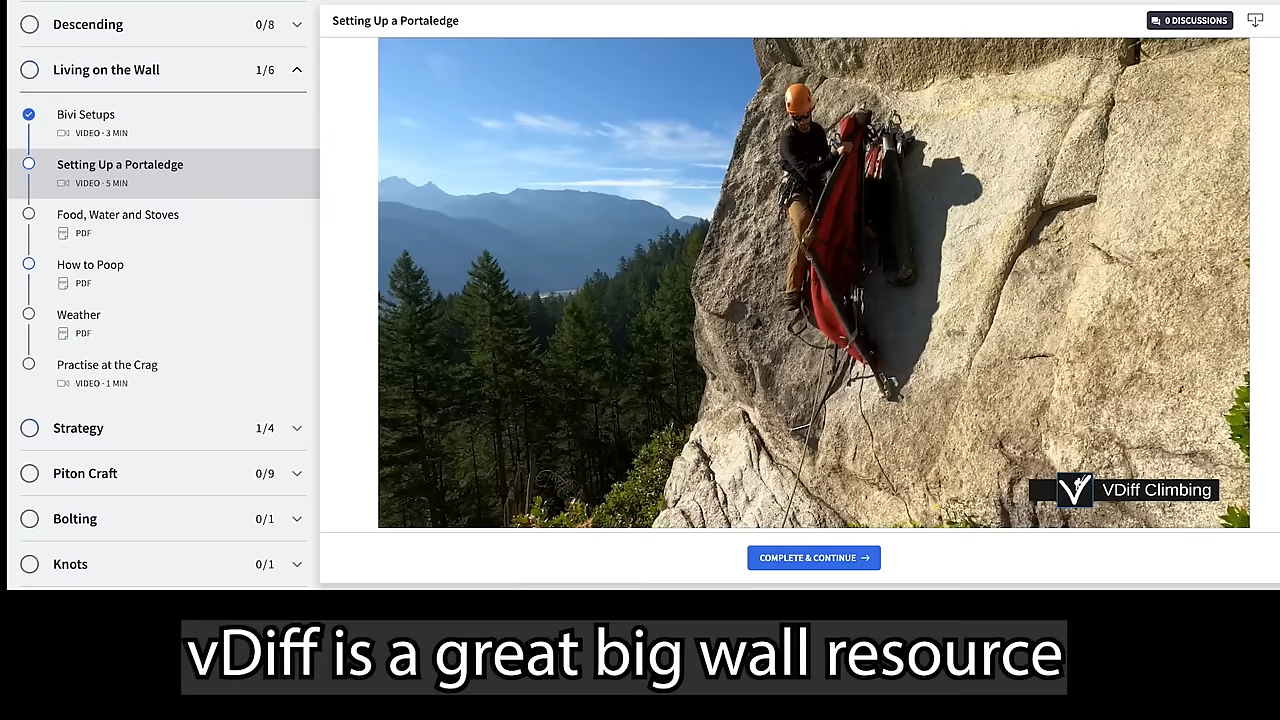 Descending 0/8
Living on the Wall 1/6
Bivi Setups
VIDEO · 3 MIN
Setting Up a Portaledge
VIDEO · 5 MIN
Food, Water and Stoves
PDF
How to Poop
PDF
Weather
PDF
Practise at the Crag
VIDEO · 1 MIN
Strategy 1/4
Piton Craft 0/9
Bolting 0/1
Knots 0/1
Setting Up a Portaledge
0 DISCUSSIONS
VDiff Climbing
COMPLETE & CONTINUE →
vDiff is a great big wall resource